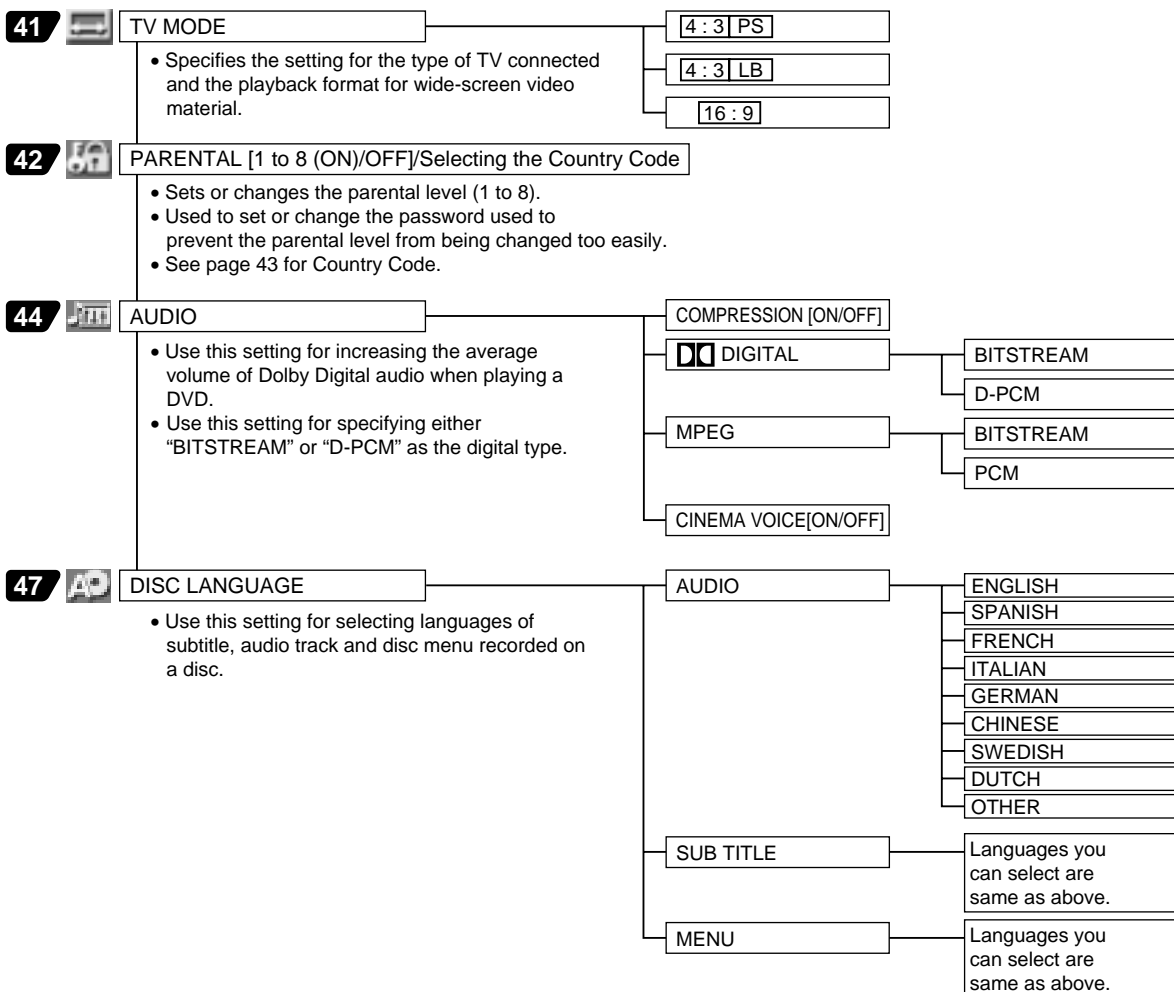 41 TV MODE
4 : 3 PS
• Specifies the setting for the type of TV connected
and the playback format for wide-screen video
material.
4 : 3 LB
16 : 9
42 PARENTAL [1 to 8 (ON)/OFF]/Selecting the Country Code
• Sets or changes the parental level (1 to 8).
• Used to set or change the password used to
prevent the parental level from being changed too easily.
• See page 43 for Country Code.
44 AUDIO
• Use this setting for increasing the average
volume of Dolby Digital audio when playing a
DVD.
• Use this setting for specifying either
“BITSTREAM” or “D-PCM” as the digital type.
COMPRESSION [ON/OFF]
DIGITAL
BITSTREAM
D-PCM
MPEG
BITSTREAM
PCM
CINEMA VOICE[ON/OFF]
47 DISC LANGUAGE
• Use this setting for selecting languages of
subtitle, audio track and disc menu recorded on
a disc.
AUDIO
ENGLISH
SPANISH
FRENCH
ITALIAN
GERMAN
CHINESE
SWEDISH
DUTCH
OTHER
SUB TITLE
Languages you
can select are
same as above.
MENU
Languages you
can select are
same as above.